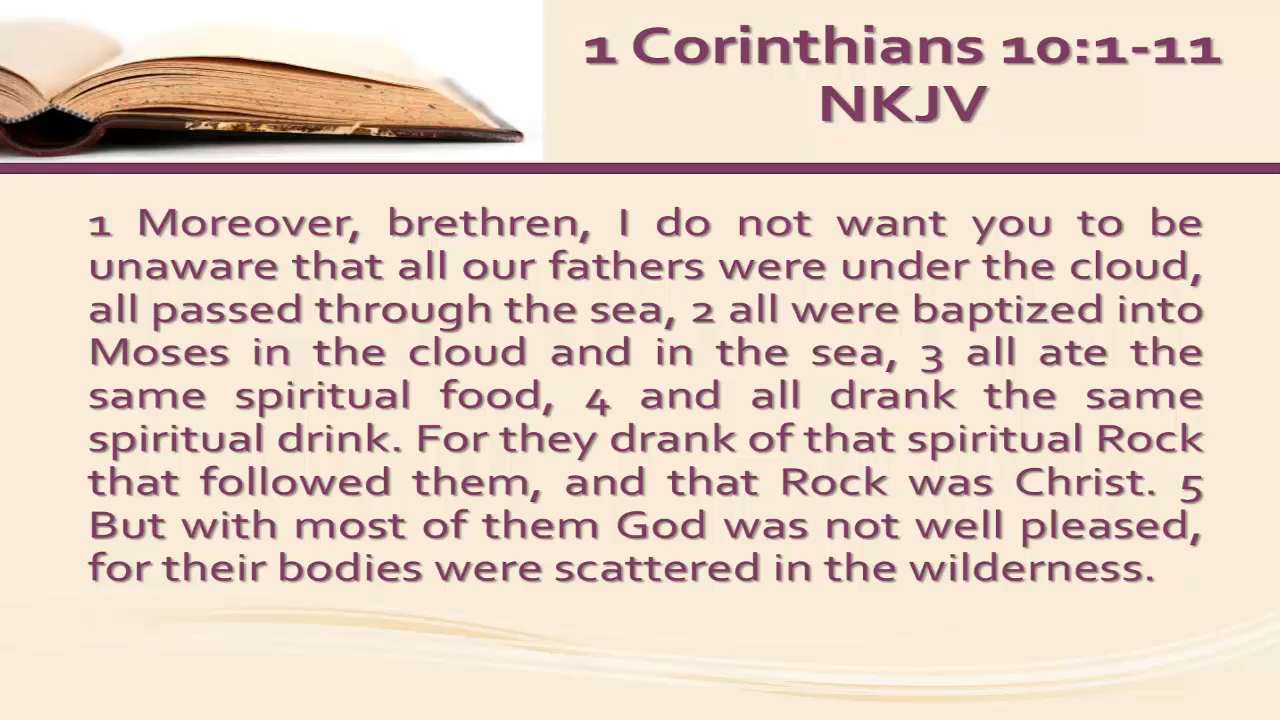 1 Corinthians 10:1-11
NKJV
1 Moreover, brethren, I do not want you to be
unaware that all our fathers were under the cloud,
all passed through the sea, 2 all were baptized into
Moses in the cloud and in the sea, 3 all ate the
same spiritual food, 4 and all drank the same
spiritual drink. For they drank of that spiritual Rock
that followed them, and that Rock was Christ. 5
But with most of them God was not well pleased,
for their bodies were scattered in the wilderness.